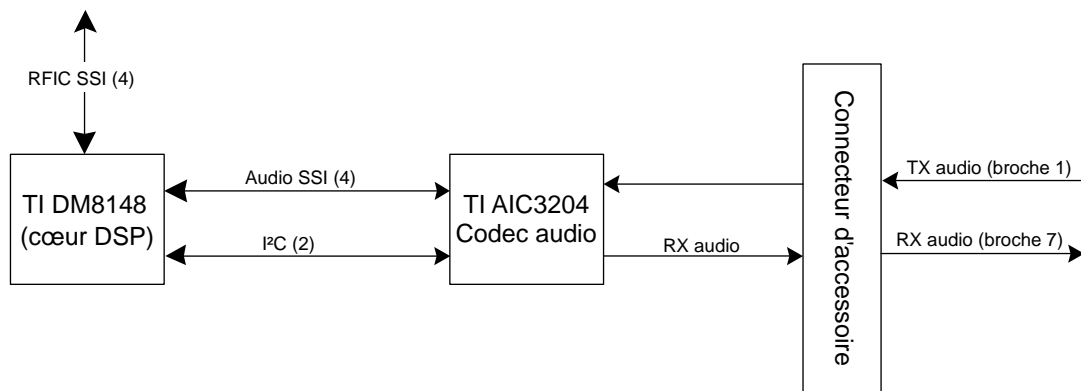 RFIC SSI (4)
TI DM8148
(cœur DSP)
Audio SSI (4)
I²C (2)
TI AIC3204
Codec audio
RX audio
Connecteur d'accessoire
TX audio (broche 1)
RX audio (broche 7)